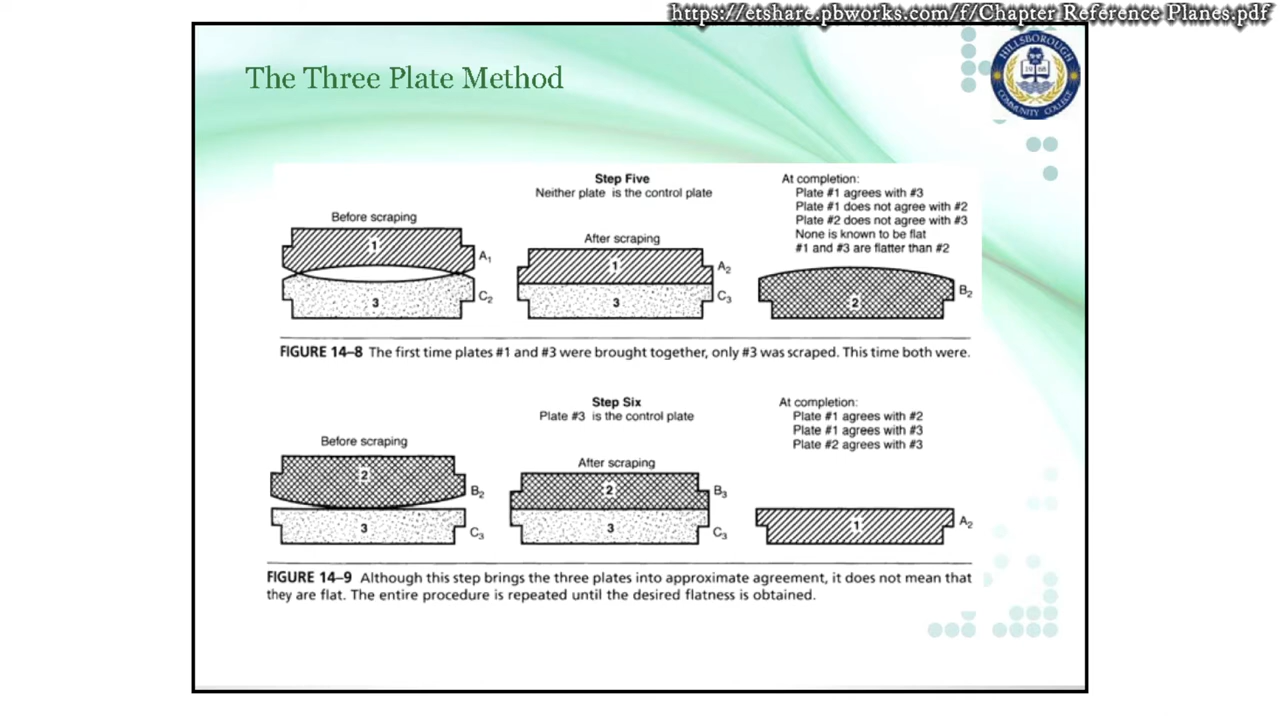 https://etshare.pbworks.com/f/Chapter Reference Planes.pdf
The Three Plate Method
HILLSBOROUGH
1968
COMMUNITY COLLEGE
Step Five
Neither plate is the control plate
At completion:
Plate #1 agrees with #3
Plate #1 does not agree with #2
Plate #2 does not agree with #3
None is known to be flat
#1 and #3 are flatter than #2
Before scraping
1
A1
3
C2
After scraping
1
A2
3
C3
2
B2
FIGURE 14–8 The first time plates #1 and #3 were brought together, only #3 was scraped. This time both were.
Step Six
Plate #3 is the control plate
At completion:
Plate #1 agrees with #2
Plate #1 agrees with #3
Plate #2 agrees with #3
Before scraping
2
B2
3
C3
After scraping
2
B3
3
C3
1
A2
FIGURE 14–9 Although this step brings the three plates into approximate agreement, it does not mean that
they are flat. The entire procedure is repeated until the desired flatness is obtained.